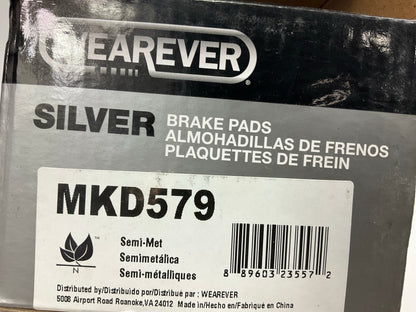 WEAREVER
SILVER BRAKE PADS
ALMOHADILLAS DE FRENOS
PLAQUETTES DE FREIN
MKD579
Semi-Met
Semimetálica
Semi-métalliques
N
8 89603 23557 2
Distributed by/Distribuido por/Distribué par : WEAREVER
5008 Airport Road Roanoke,VA 24012 Made in/Hecho en/Fabriqué en China